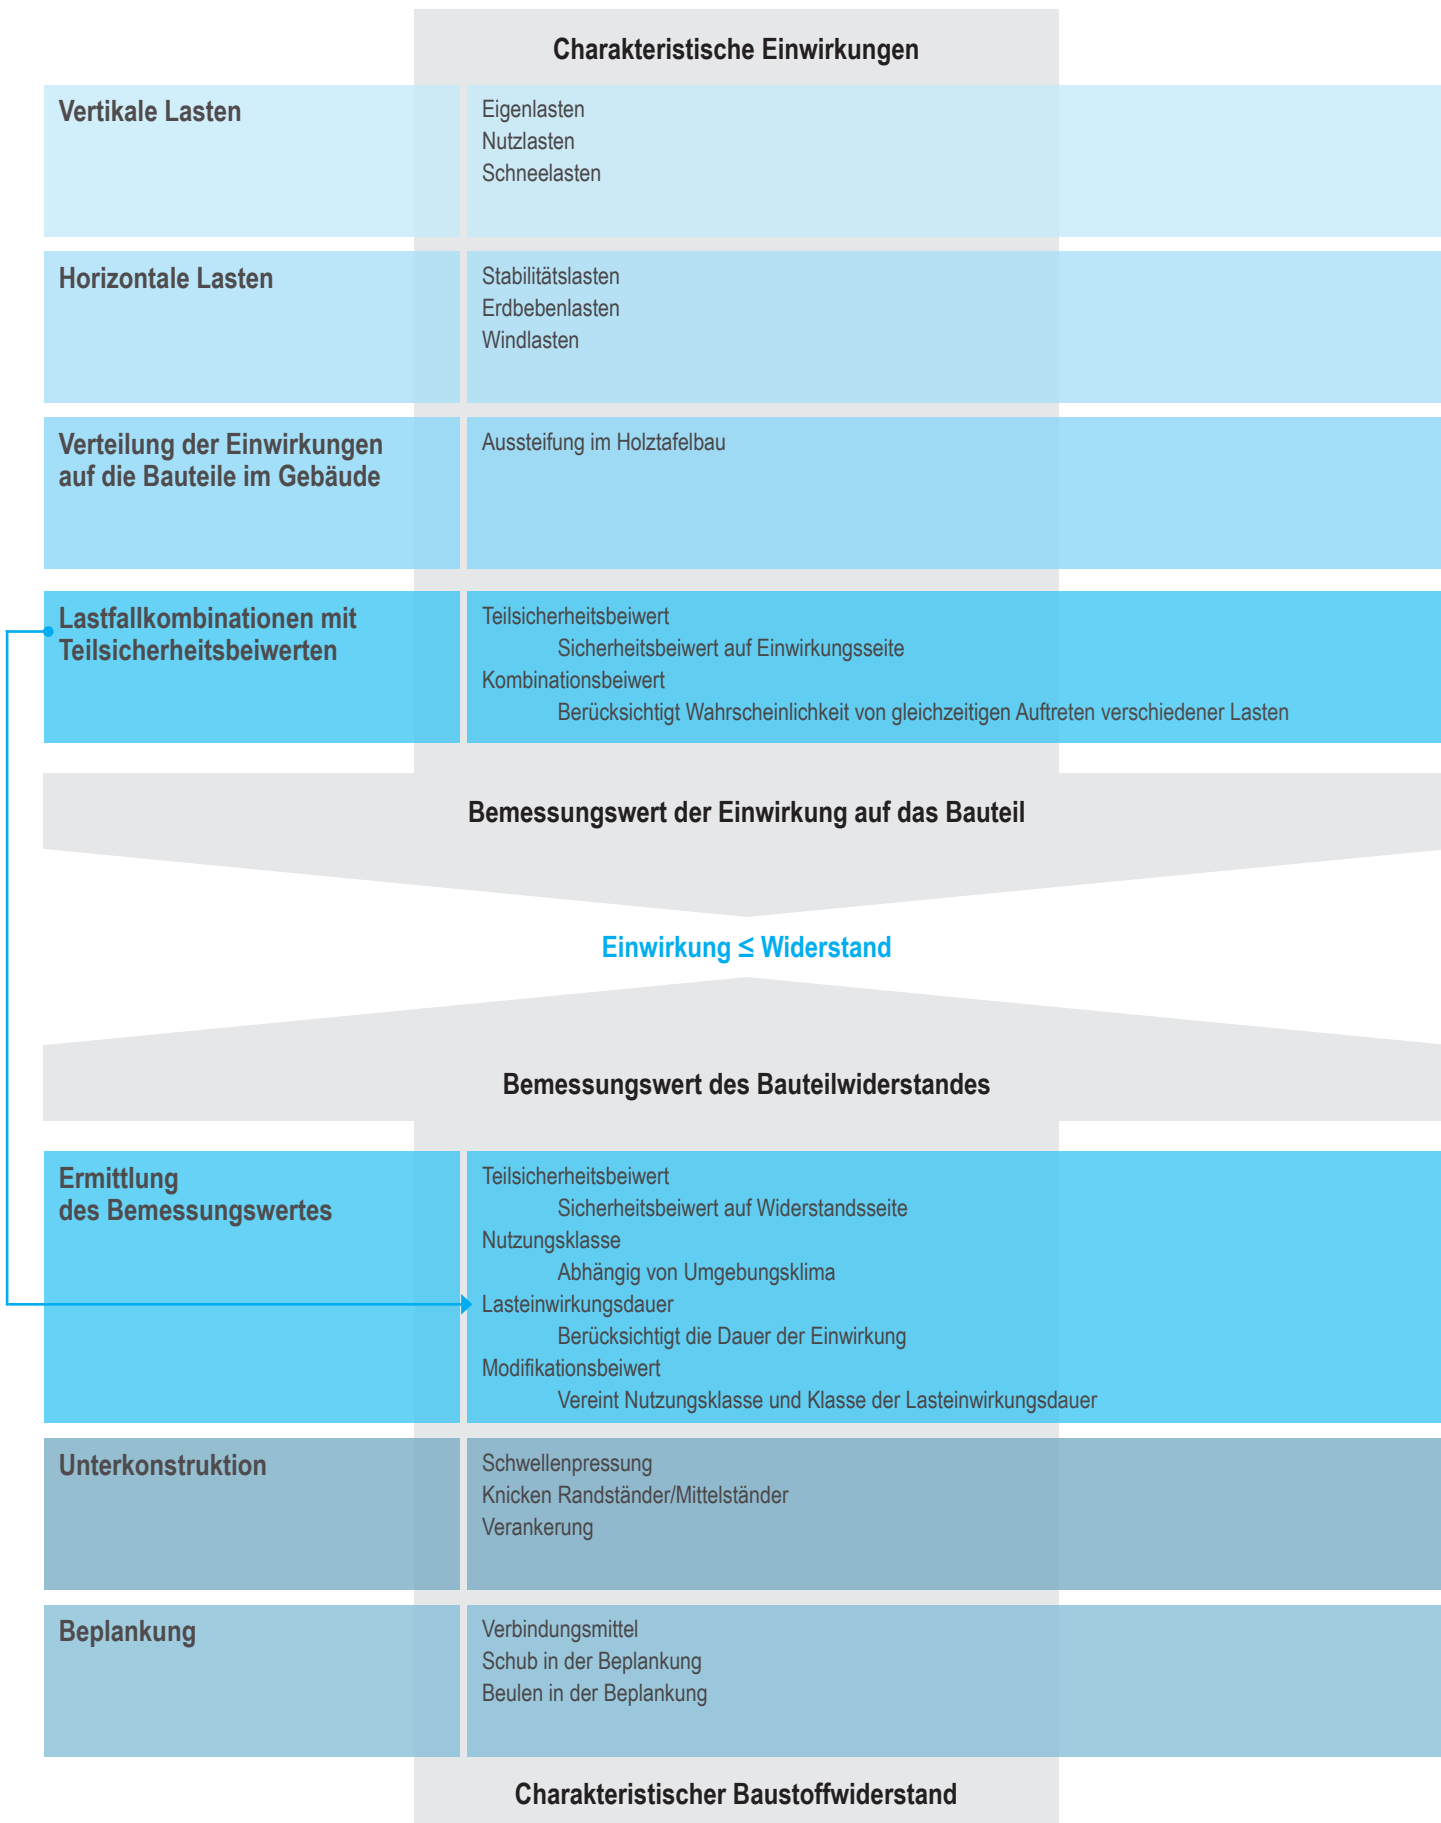 Charakteristische Einwirkungen
Vertikale Lasten
Eigenlasten
Nutzlasten
Schneelasten
Horizontale Lasten
Stabilitätslasten
Erdbebenlasten
Windlasten
Verteilung der Einwirkungen
auf die Bauteile im Gebäude
Aussteifung im Holztafelbau
Lastfallkombinationen mit
Teilsicherheitsbeiwerten
Teilsicherheitsbeiwert
Sicherheitsbeiwert auf Einwirkungsseite
Kombinationsbeiwert
Berücksichtigt Wahrscheinlichkeit von gleichzeitigen Auftreten verschiedener Lasten
Bemessungswert der Einwirkung auf das Bauteil
Einwirkung ≤ Widerstand
Bemessungswert des Bauteilwiderstandes
Ermittlung
des Bemessungswertes
Teilsicherheitsbeiwert
Sicherheitsbeiwert auf Widerstandsseite
Nutzungsklasse
Abhängig von Umgebungsklima
Lasteinwirkungsdauer
Berücksichtigt die Dauer der Einwirkung
Modifikationsbeiwert
Vereint Nutzungsklasse und Klasse der Lasteinwirkungsdauer
Unterkonstruktion
Schwellenpressung
Knicken Randständer/Mittelständer
Verankerung
Beplankung
Verbindungsmittel
Schub in der Beplankung
Beulen in der Beplankung
Charakteristischer Baustoffwiderstand